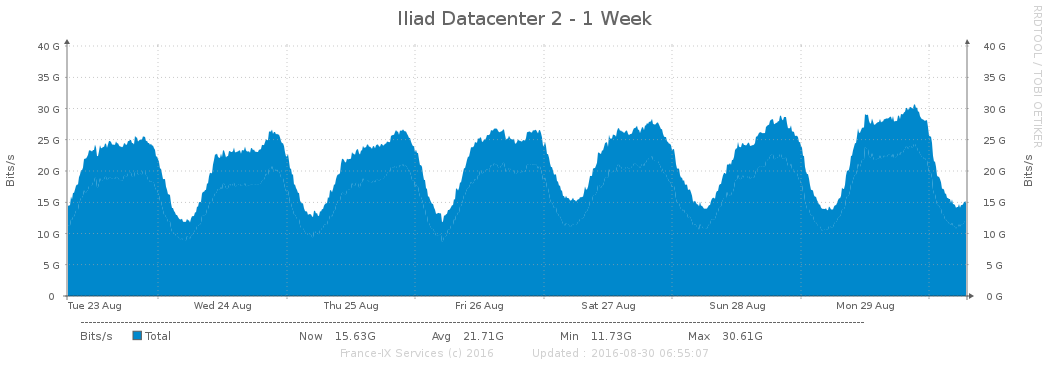 Iliad Datacenter 2 - 1 Week
RRDTOOL / TOBI OETIKER
Bits/s
40 G 40 G
35 G 35 G
30 G 30 G
25 G 25 G
20 G 20 G
15 G 15 G
10 G 10 G
5 G 5 G
0 0 G
Bits/s
Tue 23 Aug Wed 24 Aug Thu 25 Aug Fri 26 Aug Sat 27 Aug Sun 28 Aug Mon 29 Aug
Bits/s Total Now 15.63G Avg 21.71G Min 11.73G Max 30.61G
France-IX Services (c) 2016 Updated : 2016-08-30 06:55:07